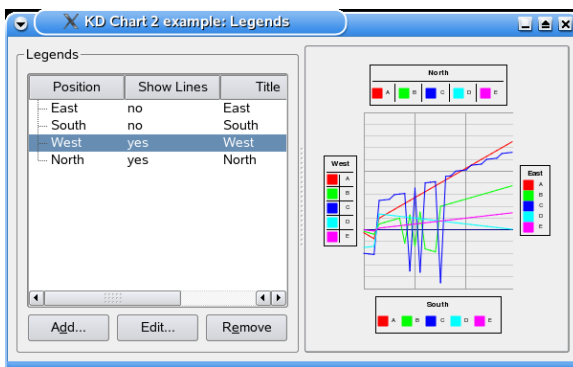 KD Chart 2 example: Legends
Legends
Position Show Lines Title
East no East
South no South
West yes West
North yes North
Add... Edit... Remove
North
A B C D E
West
A
B
C
D
E
East
A
B
C
D
E
South
A B C D E